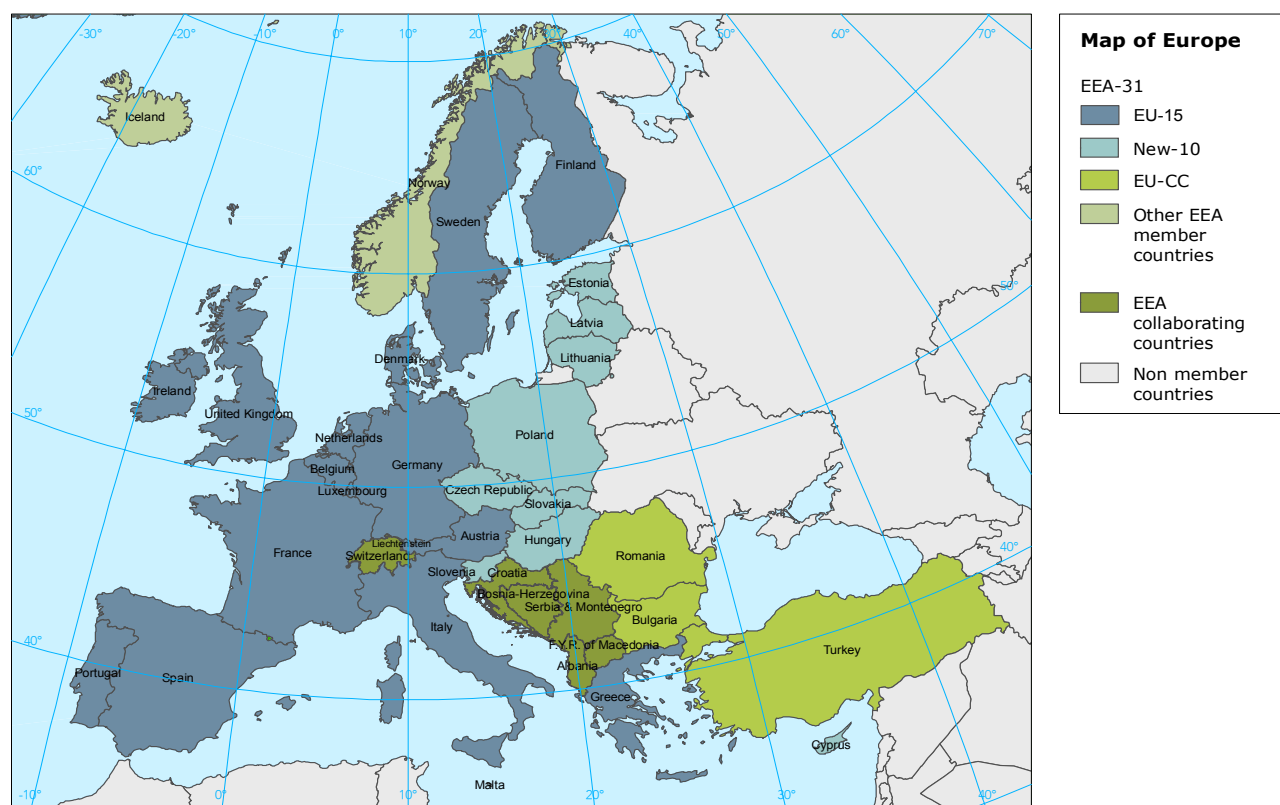 -30°
-20°
-10°
0°
10°
20°
30°
40°
50°
60°
70°
Iceland
60°
Norway
Finland
Sweden
Estonia
50°
Latvia
Denmark
Lithuania
Ireland
50°
United Kingdom
Netherlands
Poland
Belgium
Germany
Luxembourg
Czech Republic
Slovakia
Austria
Hungary
Liechtenstein
France
Switzerland
Romania
40°
Slovenia
Croatia
Bosnia-Herzegovina
Serbia & Montenegro
Bulgaria
Italy
40°
F.Y.R. of Macedonia
Turkey
Albania
Portugal
Spain
Greece
Cyprus
Malta
-10°
0°
10°
20°
30°
40°
Map of Europe
EEA-31
EU-15
New-10
EU-CC
Other EEA
member
countries
EEA
collaborating
countries
Non member
countries